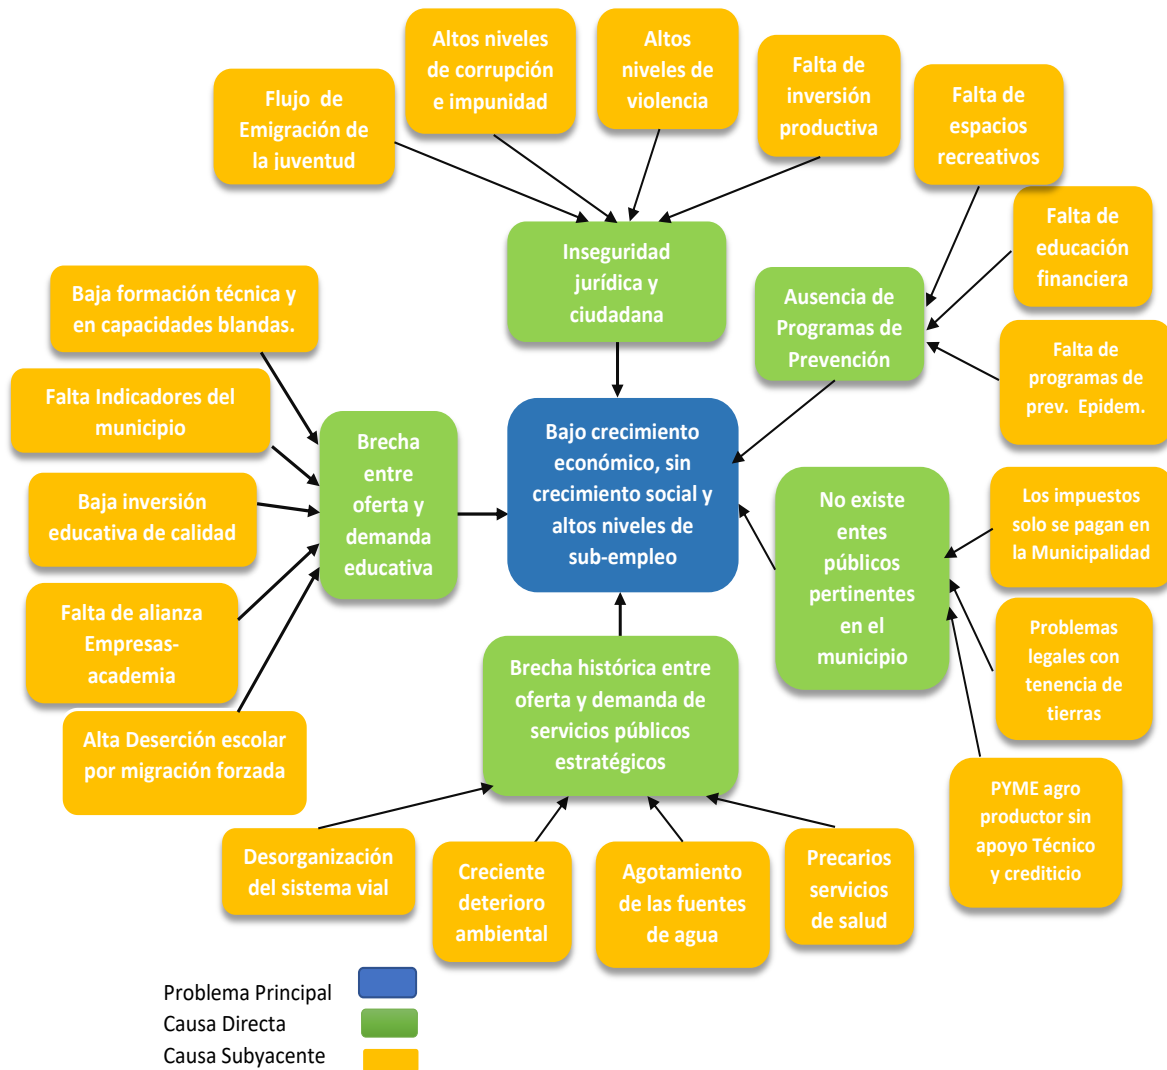 Flujo de
Emigración de
la juventud
Altos niveles
de corrupción
e impunidad
Altos
niveles de
violencia
Falta de
inversión
productiva
Falta de
espacios
recreativos
Falta de
educación
financiera
Falta de
programas de
prev. Epidem.
Inseguridad
jurídica y
ciudadana
Ausencia de
Programas de
Prevención
Baja formación técnica y
en capacidades blandas.
Falta Indicadores del
municipio
Baja inversión
educativa de calidad
Falta de alianza
Empresas-
academia
Alta Deserción escolar
por migración forzada
Brecha
entre
oferta y
demanda
educativa
Bajo crecimiento
económico, sin
crecimiento social y
altos niveles de
sub-empleo
No existe
entes
públicos
pertinentes
en el
municipio
Los impuestos
solo se pagan en
la Municipalidad
Problemas
legales con
tenencia de
tierras
PYME agro
productor sin
apoyo Técnico
y crediticio
Brecha histórica entre
oferta y demanda de
servicios públicos
estratégicos
Desorganización
del sistema vial
Creciente
deterioro
ambiental
Agotamiento
de las fuentes
de agua
Precarios
servicios
de salud
Problema Principal
Causa Directa
Causa Subyacente